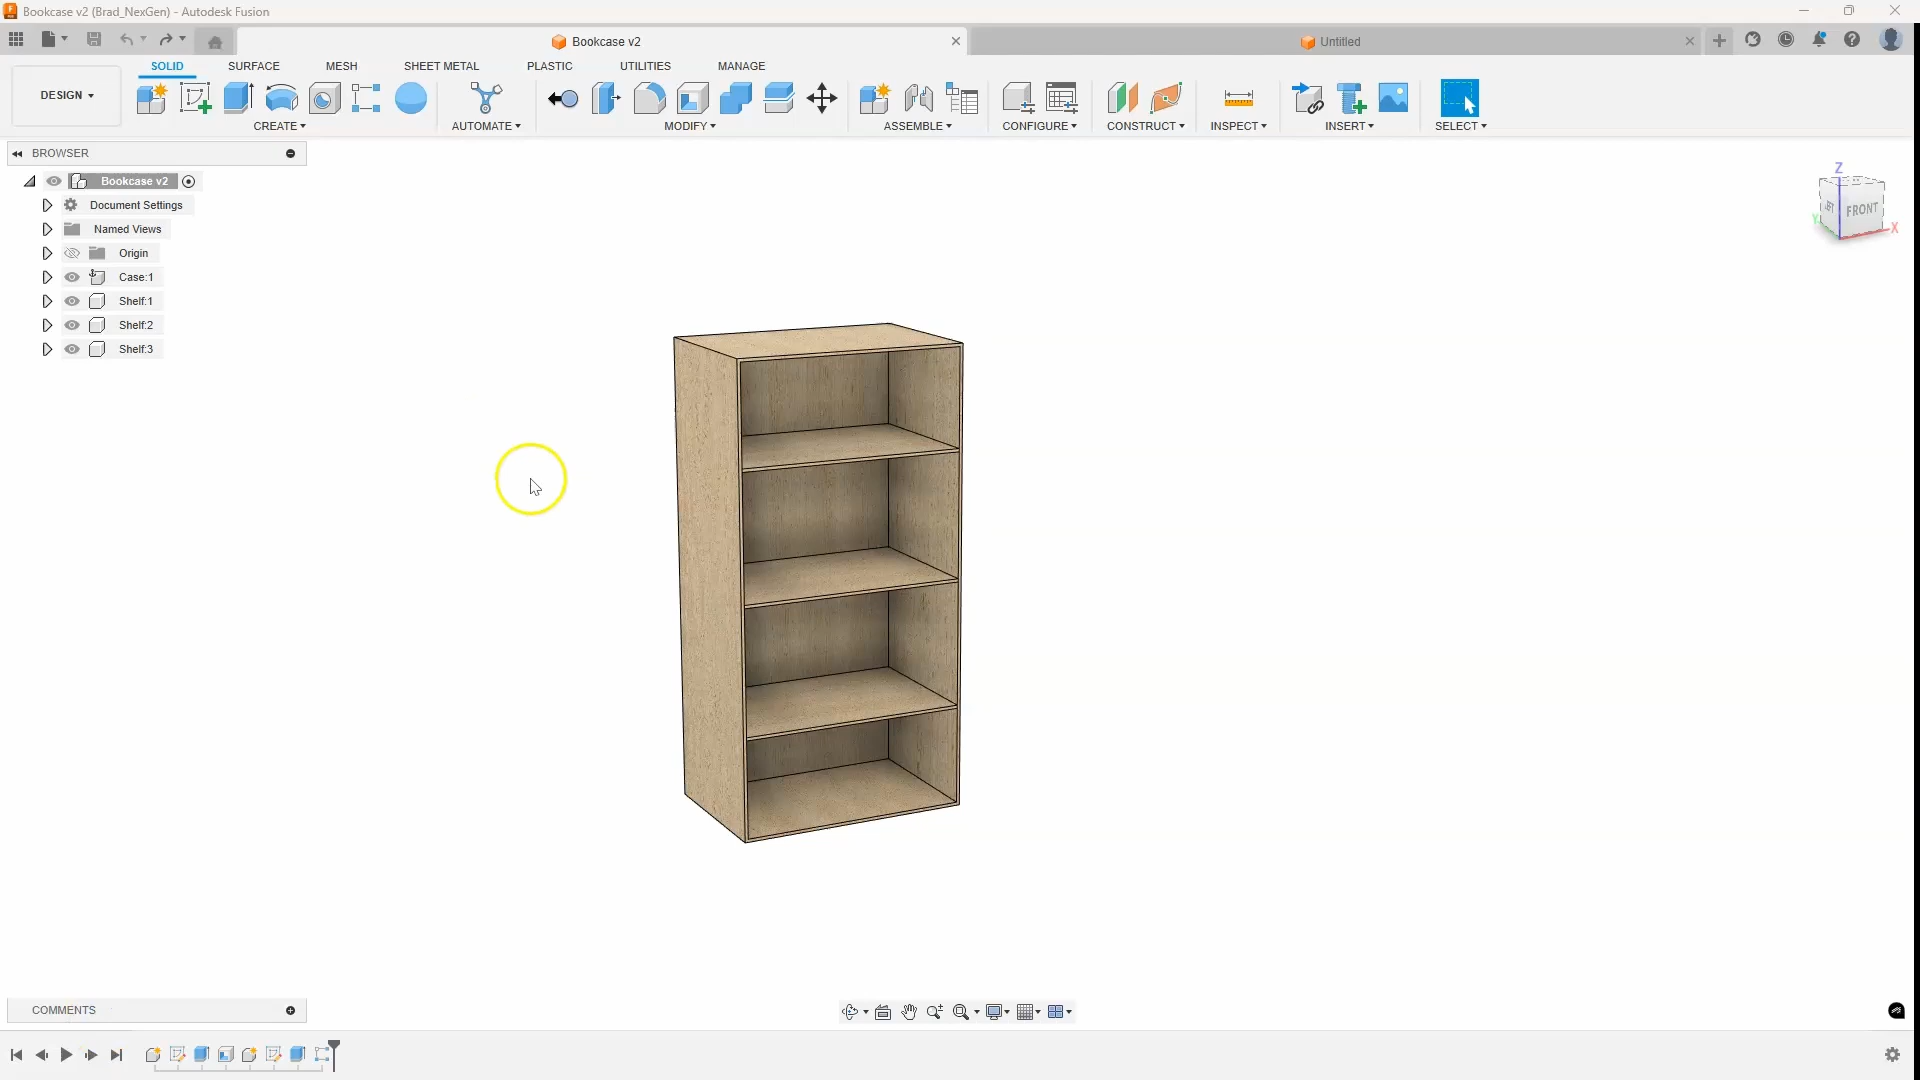 Bookcase v2 (Brad_NexGen) - Autodesk Fusion
Bookcase v2
Untitled
SOLID SURFACE MESH SHEET METAL PLASTIC UTILITIES MANAGE
DESIGN
CREATE AUTOMATE MODIFY ASSEMBLE CONFIGURE CONSTRUCT INSPECT INSERT SELECT
BROWSER
Bookcase v2
Document Settings
Named Views
Origin
Case:1
Shelf:1
Shelf:2
Shelf:3
Z
FRONT
X
Y
COMMENTS